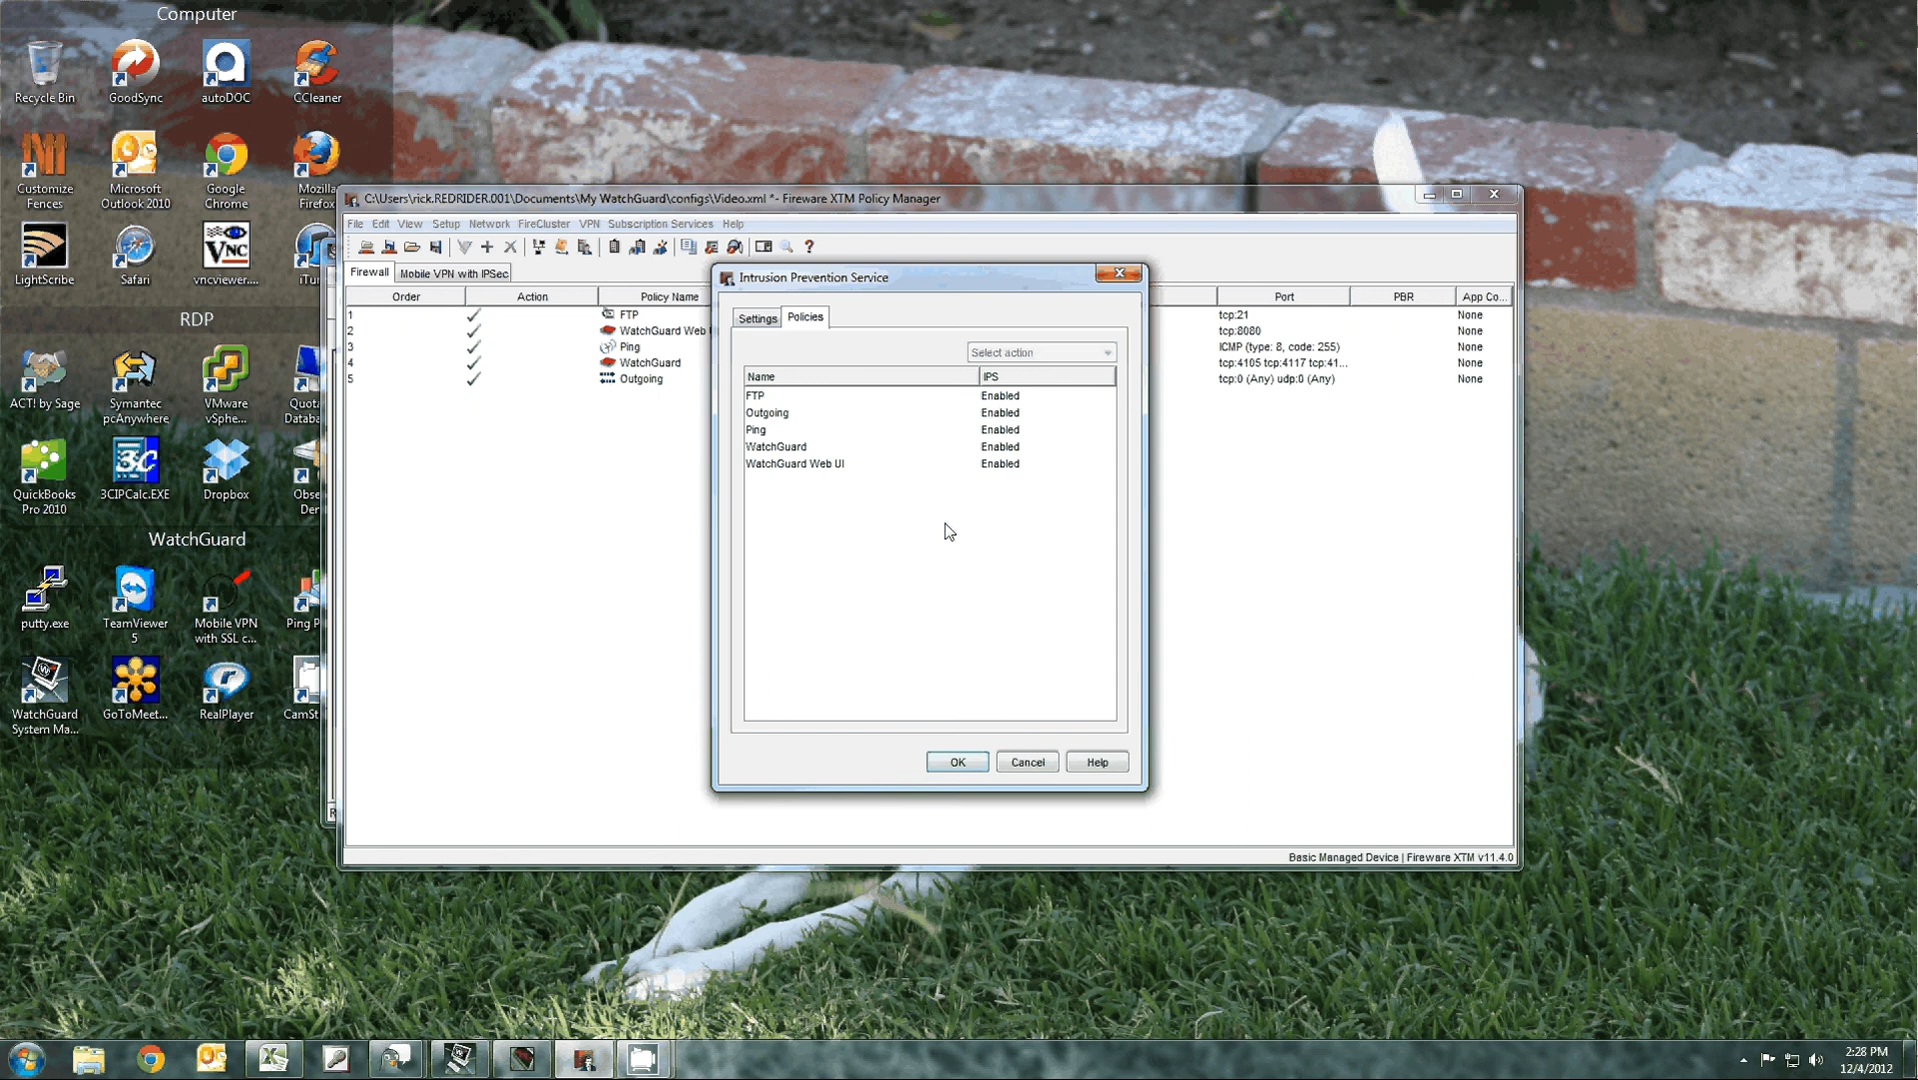 Computer
Recycle Bin
GoodSync
autoDOC
CCleaner
Customize Fences
Microsoft Outlook 2010
Google Chrome
Mozilla Firefox
LightScribe
Safari
vncviewer....
iTu
RDP
ACT! by Sage
Symantec pcAnywhere
VMware vSphe...
Quota Databa
QuickBooks Pro 2010
3CIPCalc.EXE
Dropbox
Obse Der
WatchGuard
putty.exe
TeamViewer 5
Mobile VPN with SSL c...
Ping P
WatchGuard System Ma...
GoToMeet...
RealPlayer
CamSt
C:\Users\rick.REDRIDER.001\Documents\My WatchGuard\configs\Video.xml *- Fireware XTM Policy Manager
File Edit View Setup Network FireCluster VPN Subscription Services Help
Firewall Mobile VPN with IPSec
Order Action Policy Name Port PBR App Co...
1 FTP tcp:21 None
2 WatchGuard Web tcp:8080 None
3 Ping ICMP (type: 8, code: 255) None
4 WatchGuard tcp:4105 tcp:4117 tcp:41... None
5 Outgoing tcp:0 (Any) udp:0 (Any) None
Intrusion Prevention Service
Settings Policies
Select action
Name IPS
FTP Enabled
Outgoing Enabled
Ping Enabled
WatchGuard Enabled
WatchGuard Web UI Enabled
OK Cancel Help
Basic Managed Device | Fireware XTM v11.4.0
2:28 PM
12/4/2012